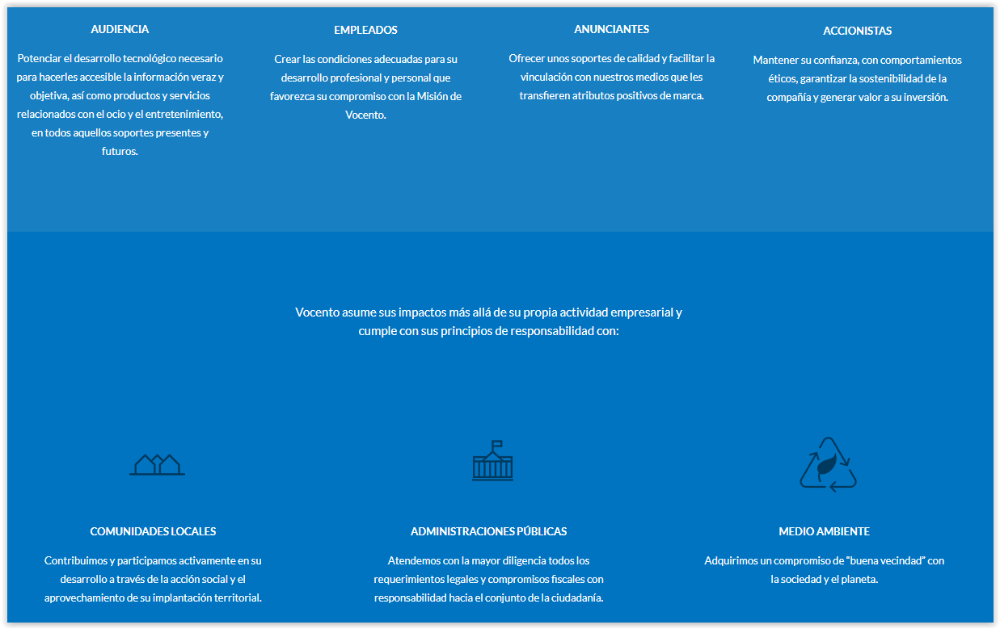 AUDIENCIA
Potenciar el desarrollo tecnológico necesario
para hacerles accesible la información veraz y
objetiva, así como productos y servicios
relacionados con el ocio y el entretenimiento,
en todos aquellos soportes presentes y
futuros.
EMPLEADOS
Crear las condiciones adecuadas para su
desarrollo profesional y personal que
favorezca su compromiso con la Misión de
Vocento.
ANUNCIANTES
Ofrecer unos soportes de calidad y facilitar la
vinculación con nuestros medios que les
transfieren atributos positivos de marca.
ACCIONISTAS
Mantener su confianza, con comportamientos
éticos, garantizar la sostenibilidad de la
compañía y generar valor a su inversión.
Vocento asume sus impactos más allá de su propia actividad empresarial y
cumple con sus principios de responsabilidad con:
COMUNIDADES LOCALES
Contribuimos y participamos activamente en su
desarrollo a través de la acción social y el
aprovechamiento de su implantación territorial.
ADMINISTRACIONES PÚBLICAS
Atendemos con la mayor diligencia todos los
requerimientos legales y compromisos fiscales con
responsabilidad hacia el conjunto de la ciudadanía.
MEDIO AMBIENTE
Adquirimos un compromiso de “buena vecindad” con
la sociedad y el planeta.